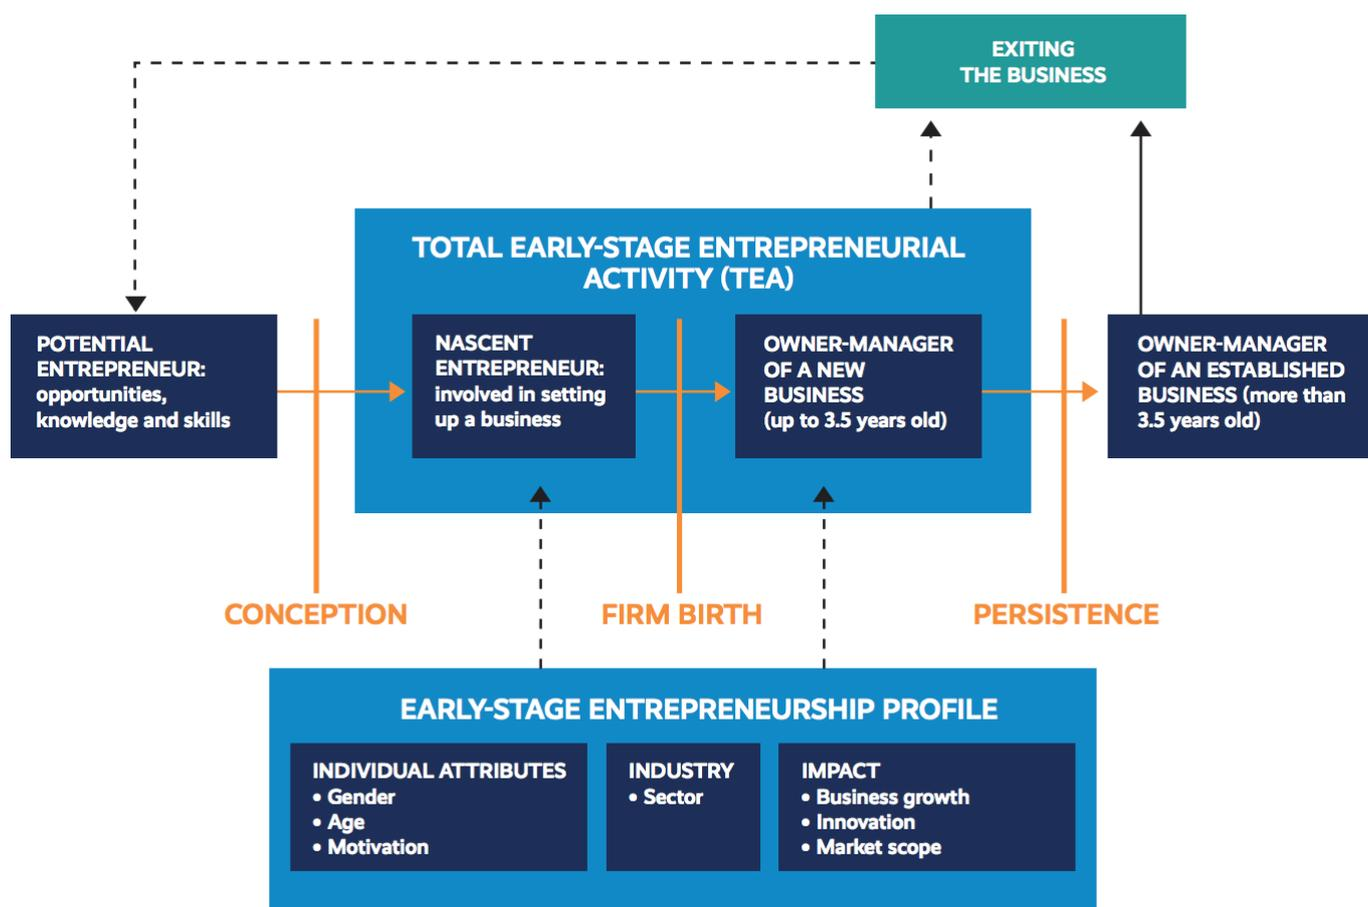 EXITING
THE BUSINESS
TOTAL EARLY-STAGE ENTREPRENEURIAL
ACTIVITY (TEA)
POTENTIAL
ENTREPRENEUR:
opportunities,
knowledge and skills
NASCENT
ENTREPRENEUR:
involved in setting
up a business
OWNER-MANAGER
OF A NEW
BUSINESS
(up to 3.5 years old)
OWNER-MANAGER
OF AN ESTABLISHED
BUSINESS (more than
3.5 years old)
CONCEPTION
FIRM BIRTH
PERSISTENCE
EARLY-STAGE ENTREPRENEURSHIP PROFILE
INDIVIDUAL ATTRIBUTES
• Gender
• Age
• Motivation
INDUSTRY
• Sector
IMPACT
• Business growth
• Innovation
• Market scope